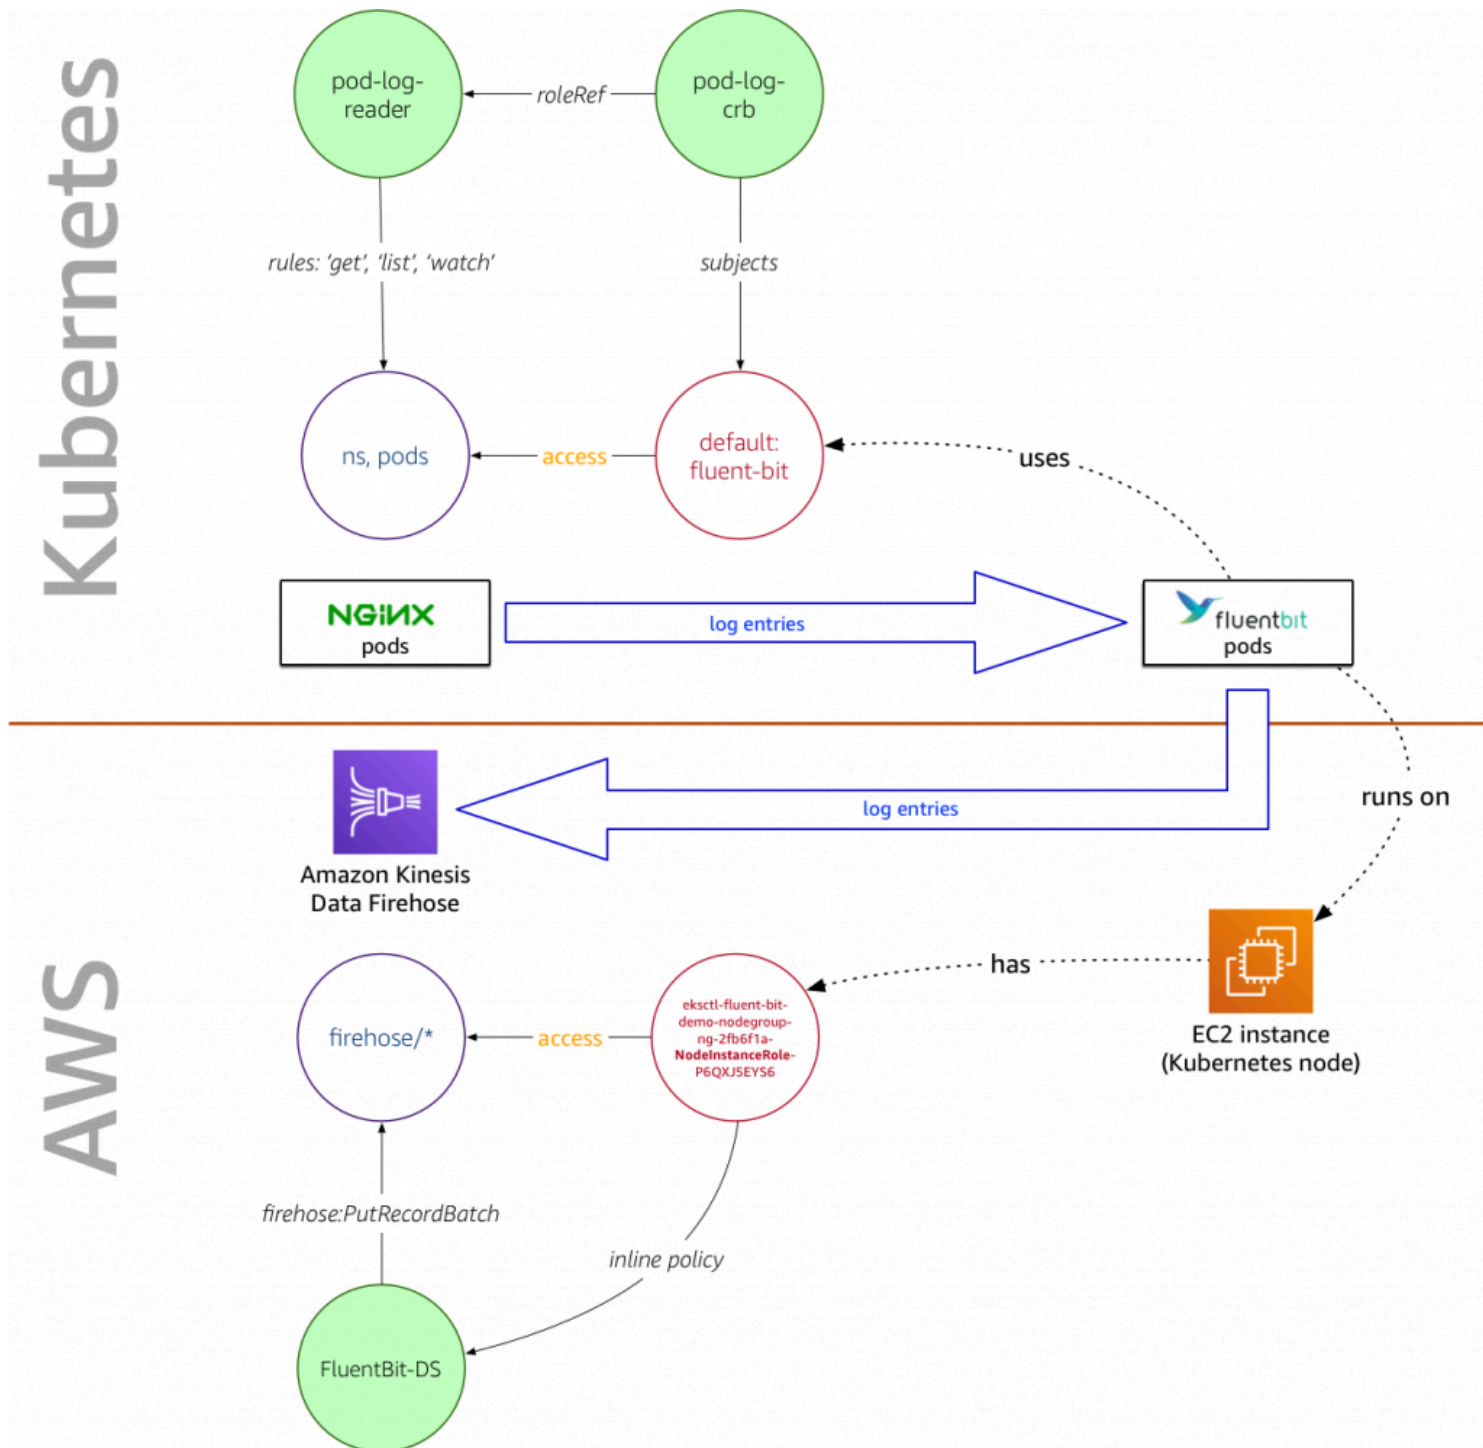 Kubernetes
pod-log-
reader
roleRef
pod-log-
crb
rules: ‘get’, ‘list’, ‘watch’
subjects
ns, pods
access
default:
fluent-bit
uses
NGINX
pods
log entries
fluentbit
pods
AWS
Amazon Kinesis
Data Firehose
log entries
runs on
firehose/*
access
eksctl-fluent-bit-
demo-nodegroup-
ng-2fb6f1a-
NodeInstanceRole-
P6QXJ5EYS6
has
EC2 instance
(Kubernetes node)
firehose:PutRecordBatch
inline policy
FluentBit-DS